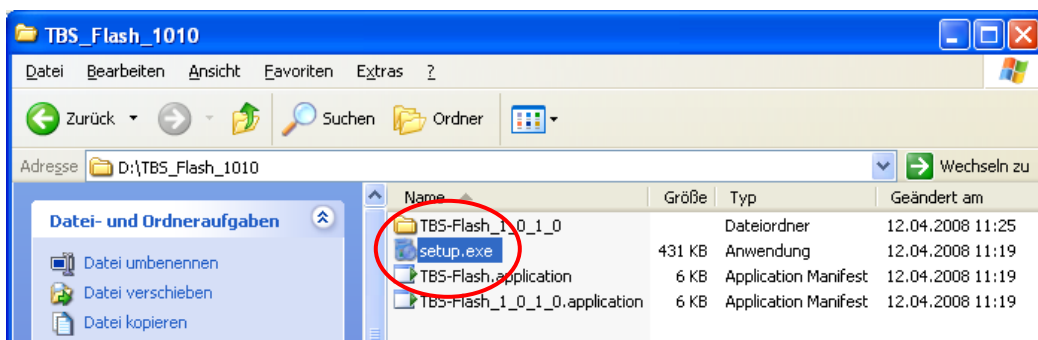 TBS_Flash_1010
Datei Bearbeiten Ansicht Favoriten Extras ?
Zurück Suchen Ordner
Adresse D:\TBS_Flash_1010 Wechseln zu
Name Größe Typ Geändert am
Datei- und Ordneraufgaben
TBS-Flash_1_0_1_0 Dateiordner 12.04.2008 11:25
setup.exe 431 KB Anwendung 12.04.2008 11:19
Datei umbenennen
TBS-Flash.application 6 KB Application Manifest 12.04.2008 11:19
Datei verschieben
TBS-Flash_1_0_1_0.application 6 KB Application Manifest 12.04.2008 11:19
Datei kopieren